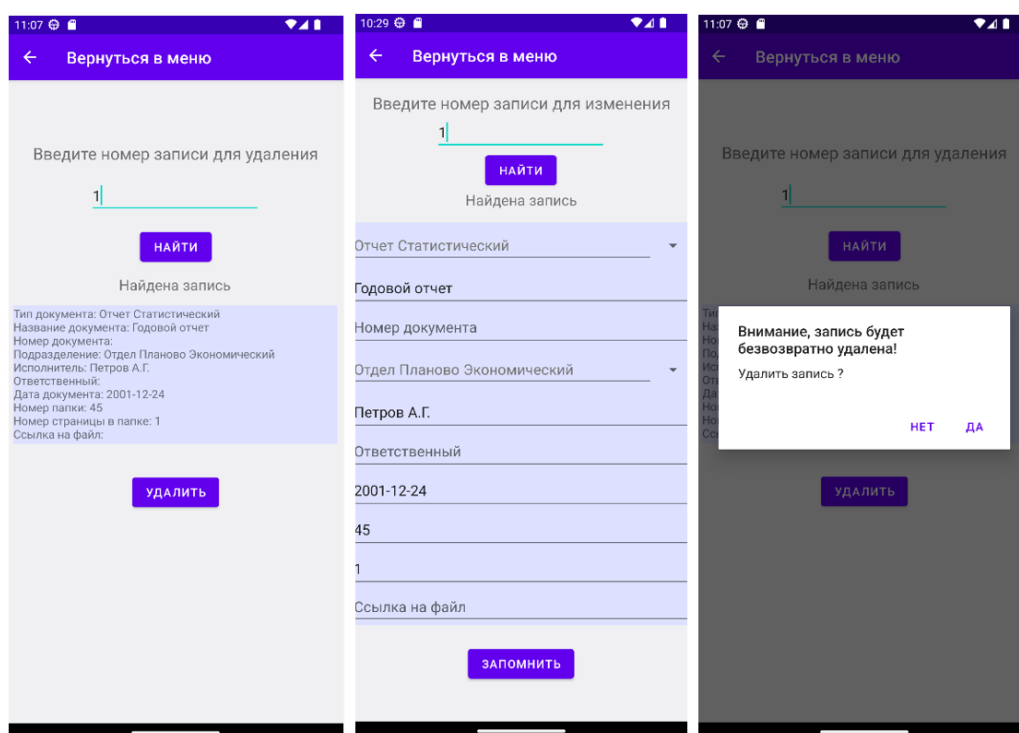 11:07
Вернуться в меню
Введите номер записи для удаления
1
НАЙТИ
Найдена запись
Тип документа: Отчет Статистический
Название документа: Годовой отчет
Номер документа:
Подразделение: Отдел Планово Экономический
Исполнитель: Петров А.Г.
Ответственный:
Дата документа: 2001-12-24
Номер папки: 45
Номер страницы в папке: 1
Ссылка на файл:
УДАЛИТЬ
10:29
Вернуться в меню
Введите номер записи для изменения
1
НАЙТИ
Найдена запись
Отчет Статистический
Годовой отчет
Номер документа
Отдел Планово Экономический
Петров А.Г.
Ответственный
2001-12-24
45
1
Ссылка на файл
ЗАПОМНИТЬ
11:07
Вернуться в меню
Введите номер записи для удаления
1
НАЙТИ
Найдена запись
Внимание, запись будет
безвозвратно удалена!
Удалить запись ?
НЕТ ДА
УДАЛИТЬ